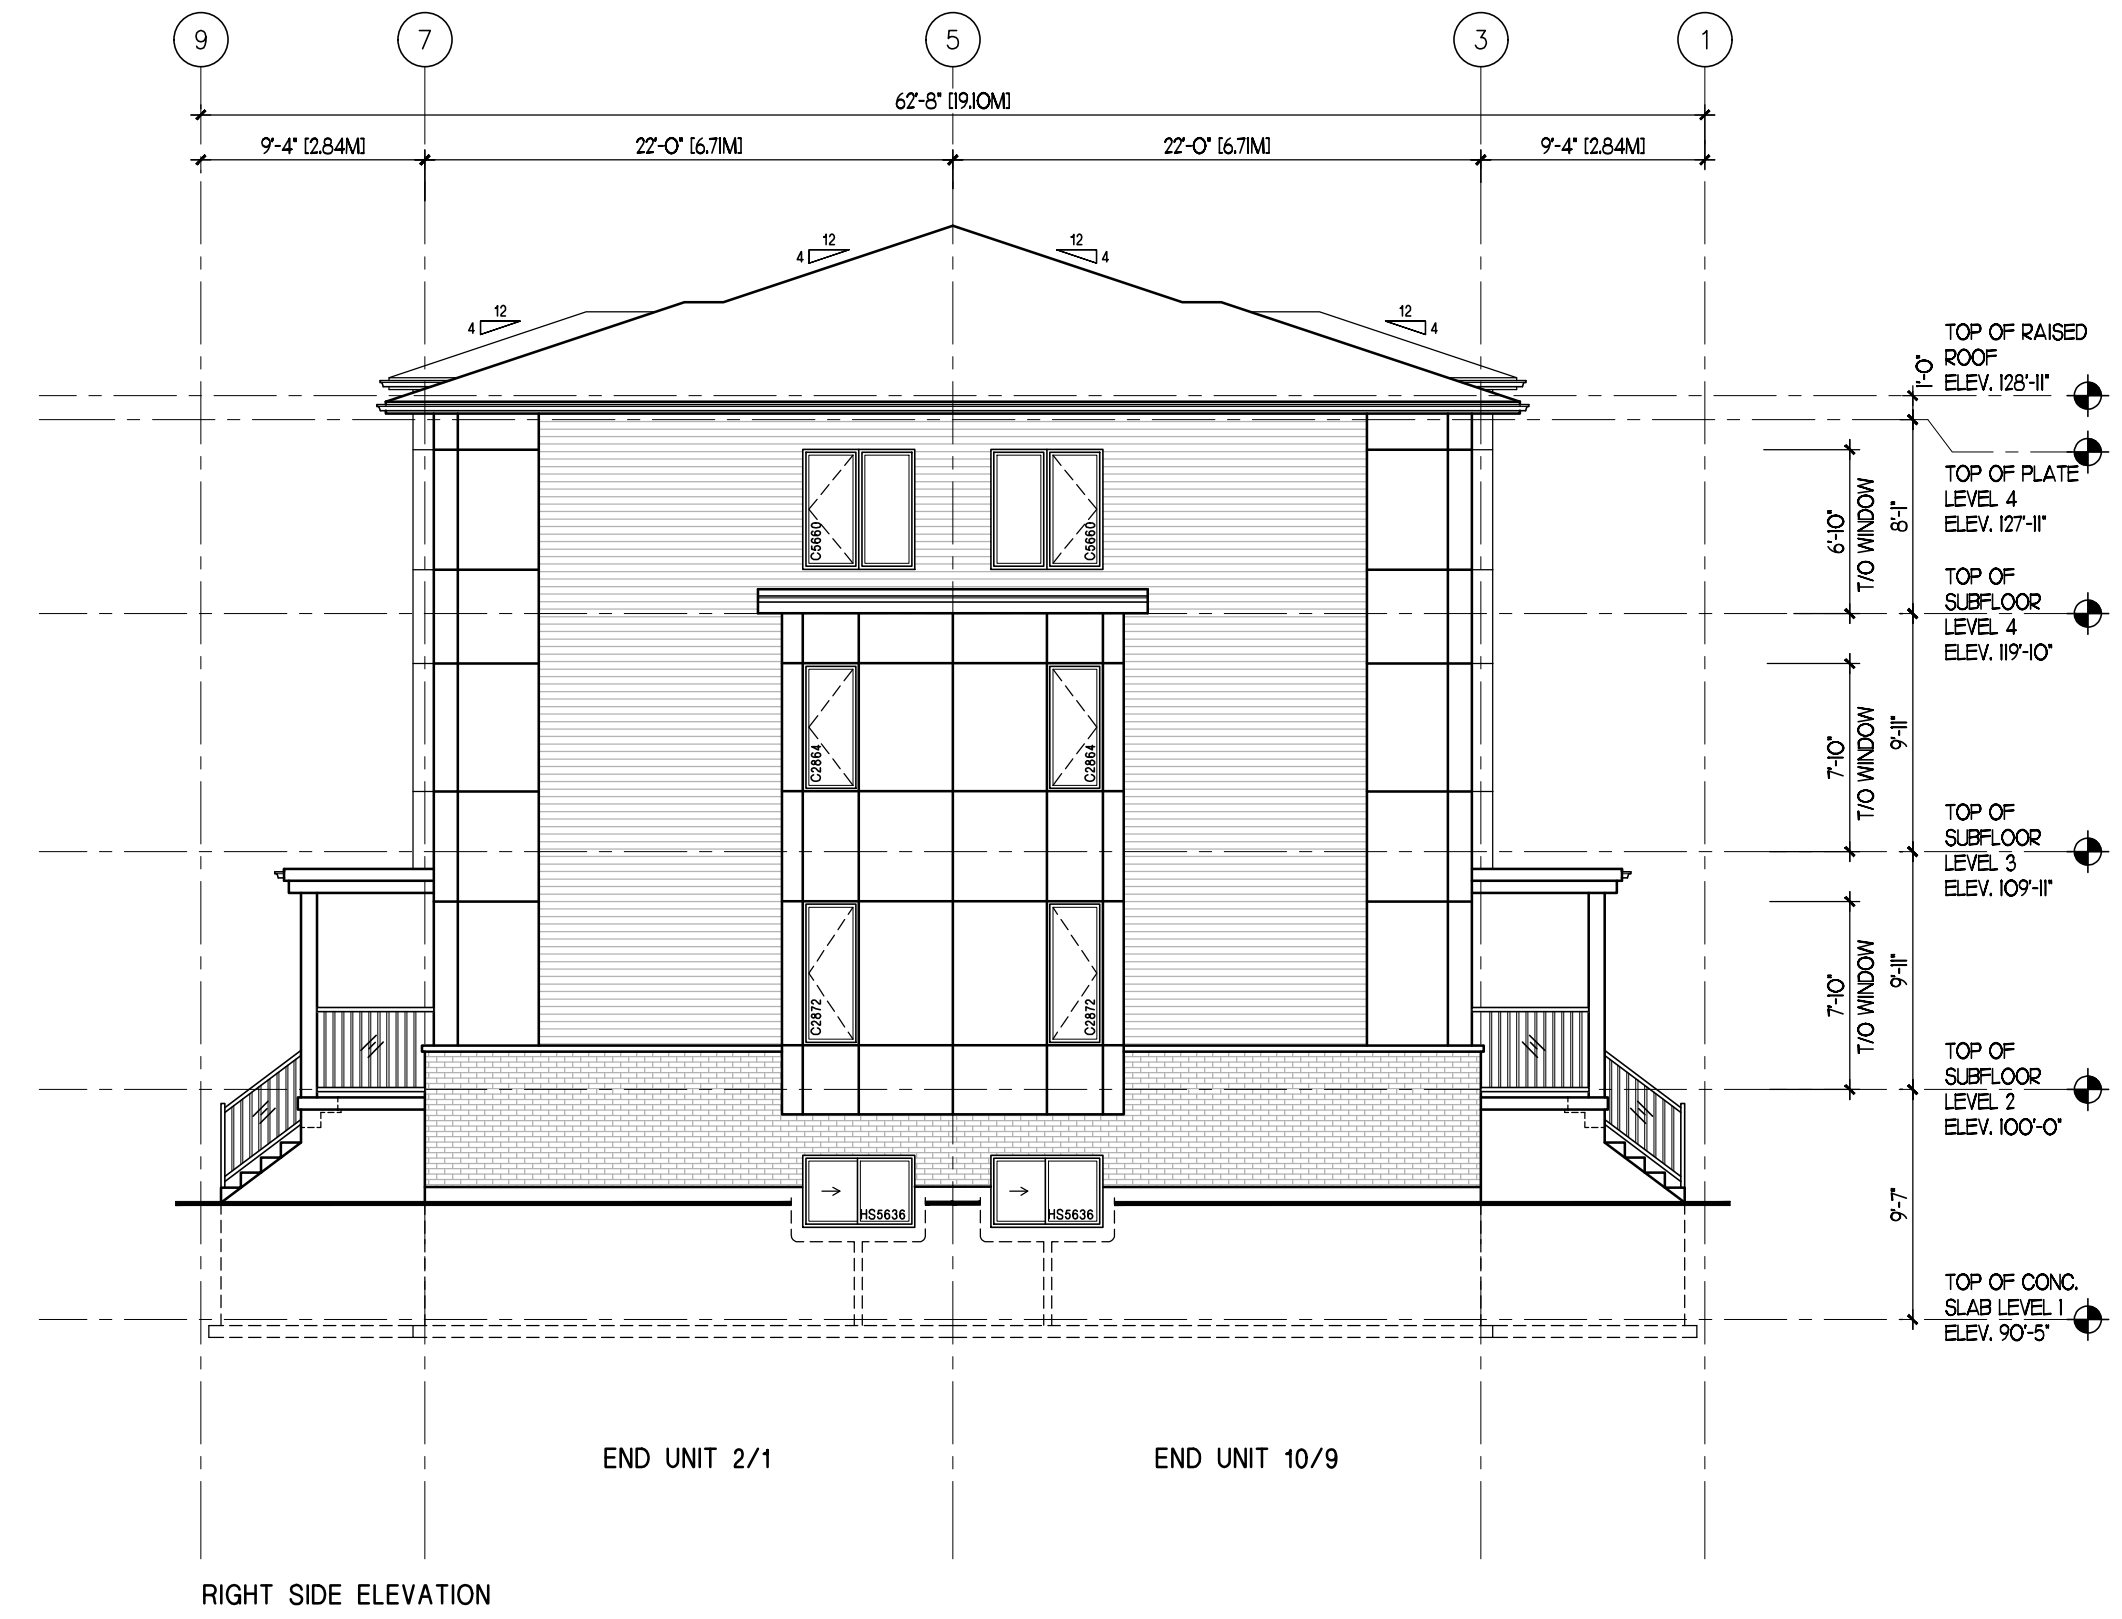 9
7
5
3
1
62'-8" [19.10M]
9'-4" [2.84M]
22'-0" [6.71M]
22'-0" [6.71M]
9'-4" [2.84M]
12
4
12
4
12
4
12
4
TOP OF RAISED
ROOF
ELEV. 128'-11"
1'-0"
TOP OF PLATE
LEVEL 4
ELEV. 127'-11"
6'-10"
T/O WINDOW
8'-1"
C5660
C5660
TOP OF
SUBFLOOR
LEVEL 4
ELEV. 119'-10"
7'-10"
T/O WINDOW
9'-11"
C2864
C2864
TOP OF
SUBFLOOR
LEVEL 3
ELEV. 109'-11"
7'-10"
T/O WINDOW
9'-11"
C2872
C2872
TOP OF
SUBFLOOR
LEVEL 2
ELEV. 100'-0"
9'-7"
HS5636
HS5636
TOP OF CONC.
SLAB LEVEL 1
ELEV. 90'-5"
END UNIT 2/1
END UNIT 10/9
RIGHT SIDE ELEVATION